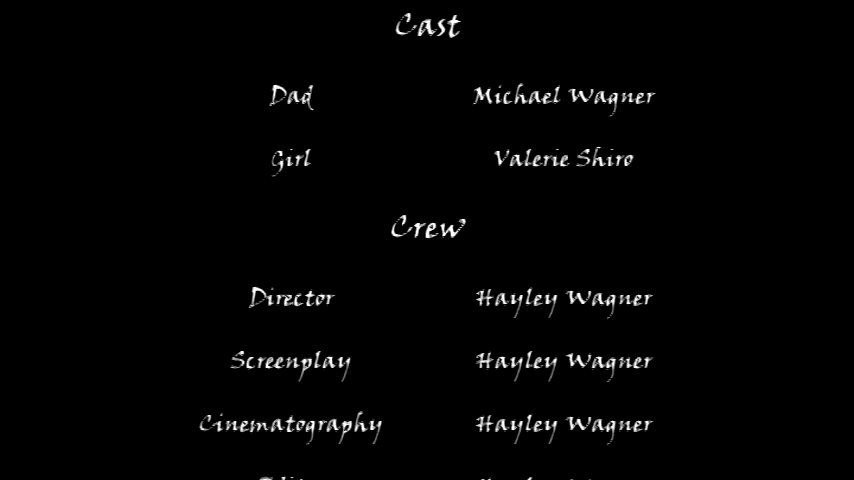 Cast
Dad Michael Wagner
Girl Valerie Shiro
Crew
Director Hayley Wagner
Screenplay Hayley Wagner
Cinematography Hayley Wagner